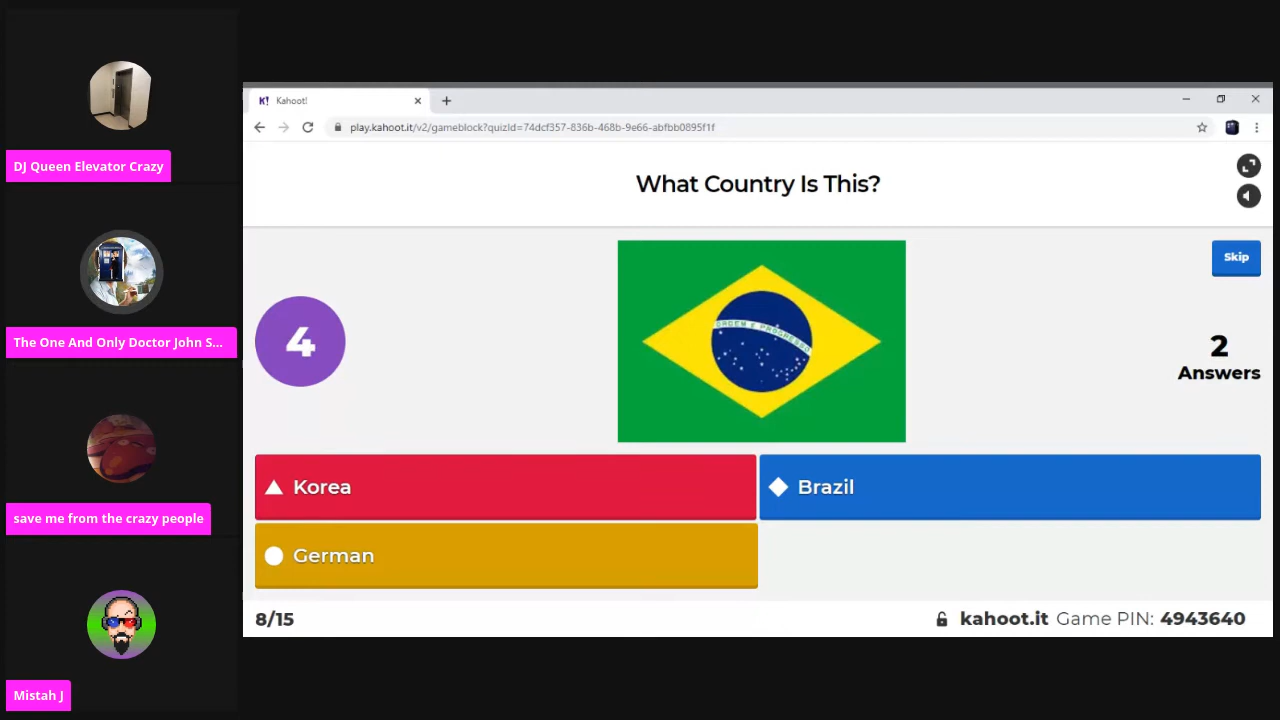 DJ Queen Elevator Crazy
The One And Only Doctor John S...
save me from the crazy people
Mistah J
K! Kahoot!
play.kahoot.it/v2/gameblock?quizId=74dcf357-836b-468b-9e66-abfbb0895f1f
What Country Is This?
Skip
4
ORDEM E PROGRESSO
2
Answers
Korea
Brazil
German
8/15
kahoot.it Game PIN: 4943640